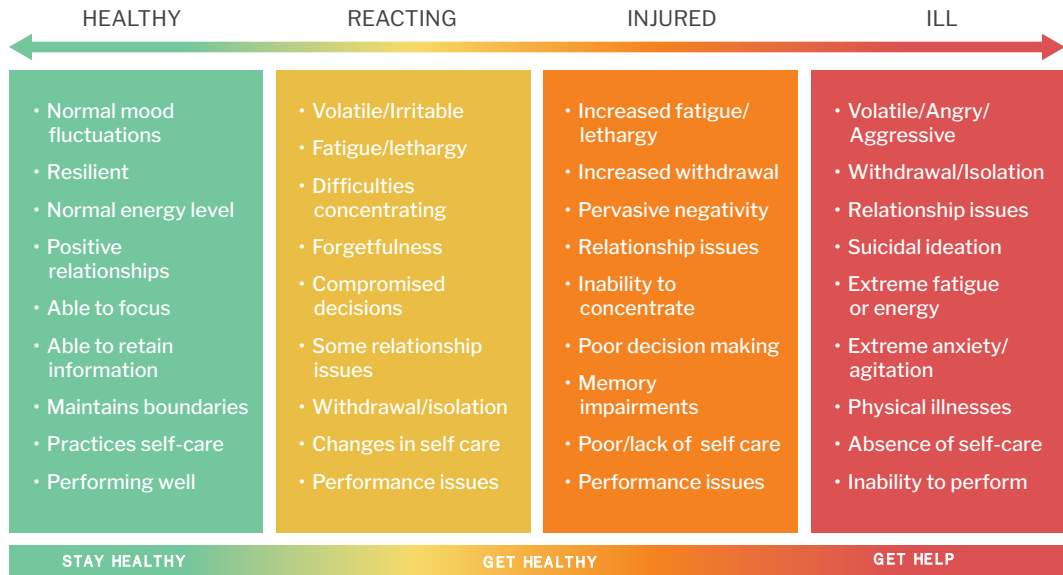 HEALTHY
REACTING
INJURED
ILL
• Normal mood
fluctuations
• Resilient
• Normal energy level
• Positive
relationships
• Able to focus
• Able to retain
information
• Maintains boundaries
• Practices self-care
• Performing well
• Volatile/Irritable
• Fatigue/lethargy
• Difficulties
concentrating
• Forgetfulness
• Compromised
decisions
• Some relationship
issues
• Withdrawal/isolation
• Changes in self care
• Performance issues
• Increased fatigue/
lethargy
• Increased withdrawal
• Pervasive negativity
• Relationship issues
• Inability to
concentrate
• Poor decision making
• Memory
impairments
• Poor/lack of self care
• Performance issues
• Volatile/Angry/
Aggressive
• Withdrawal/Isolation
• Relationship issues
• Suicidal ideation
• Extreme fatigue
or energy
• Extreme anxiety/
agitation
• Physical illnesses
• Absence of self-care
• Inability to perform
STAY HEALTHY
GET HEALTHY
GET HELP